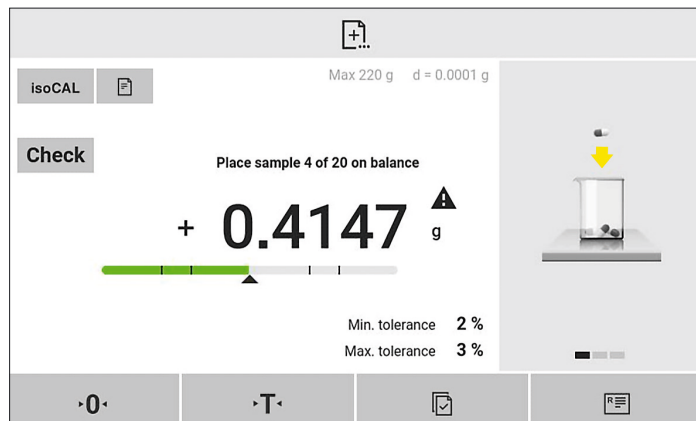 isoCAL
Max 220 g d = 0.0001 g
Check
Place sample 4 of 20 on balance
+ 0.4147 g
Min. tolerance 2 %
Max. tolerance 3 %
0
T
R